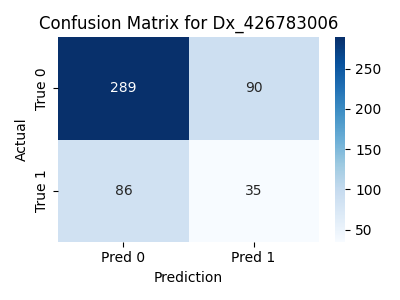 Confusion Matrix for Dx_426783006
Actual
True 0
289
90
True 1
86
35
Pred 0
Pred 1
Prediction
250
200
150
100
50